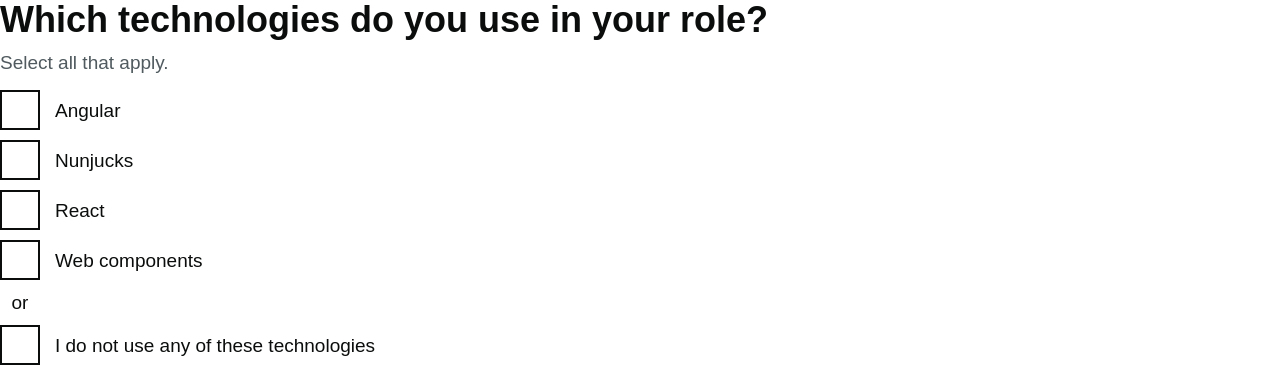 Which technologies do you use in your role?
Select all that apply.
Angular
Nunjucks
React
Web components
or
I do not use any of these technologies